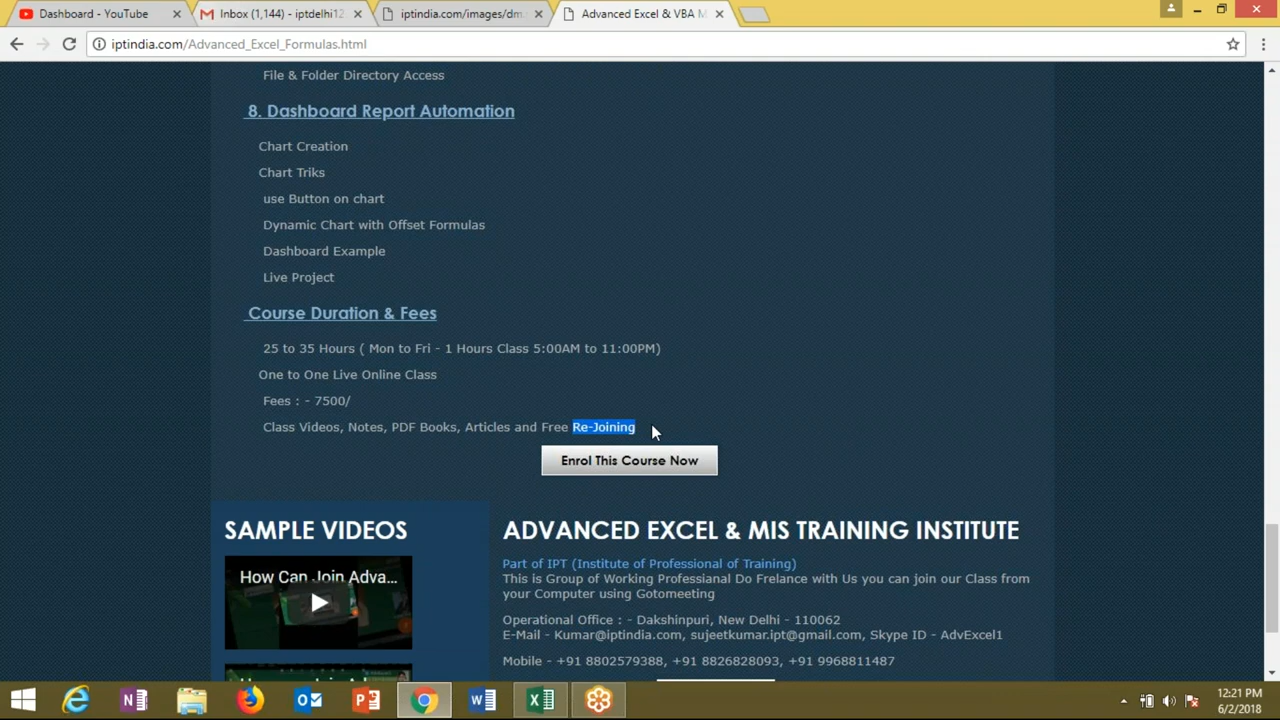 Dashboard - YouTube
Inbox (1,144) - iptdelhi12
iptindia.com/images/dm.
Advanced Excel & VBA M
iptindia.com/Advanced_Excel_Formulas.html
File & Folder Directory Access
8. Dashboard Report Automation
Chart Creation
Chart Triks
use Button on chart
Dynamic Chart with Offset Formulas
Dashboard Example
Live Project
Course Duration & Fees
25 to 35 Hours ( Mon to Fri - 1 Hours Class 5:00AM to 11:00PM)
One to One Live Online Class
Fees : - 7500/
Class Videos, Notes, PDF Books, Articles and Free Re-Joining
Enrol This Course Now
SAMPLE VIDEOS
How Can Join Adva...
ADVANCED EXCEL & MIS TRAINING INSTITUTE
Part of IPT (Institute of Professional of Training)
This is Group of Working Professianal Do Frelance with Us you can join our Class from
your Computer using Gotomeeting
Operational Office : - Dakshinpuri, New Delhi - 110062
E-Mail - Kumar@iptindia.com, sujeetkumar.ipt@gmail.com, Skype ID - AdvExcel1
Mobile - +91 8802579388, +91 8826828093, +91 9968811487
12:21 PM
6/2/2018